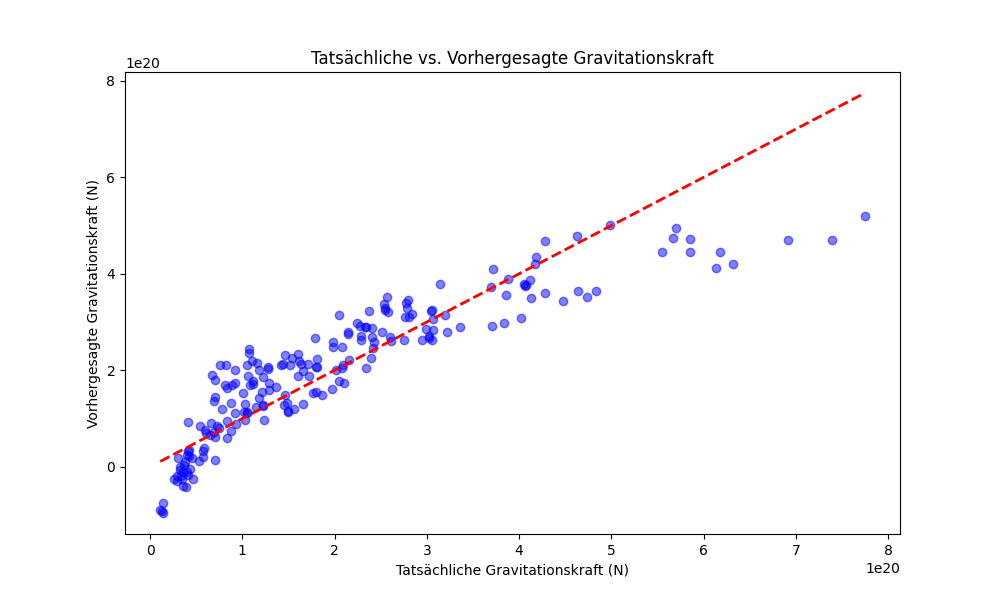 Tatsächliche vs. Vorhergesagte Gravitationskraft
1e20
8
6
4
2
0
Vorhergesagte Gravitationskraft (N)
0 1 2 3 4 5 6 7 8
1e20
Tatsächliche Gravitationskraft (N)